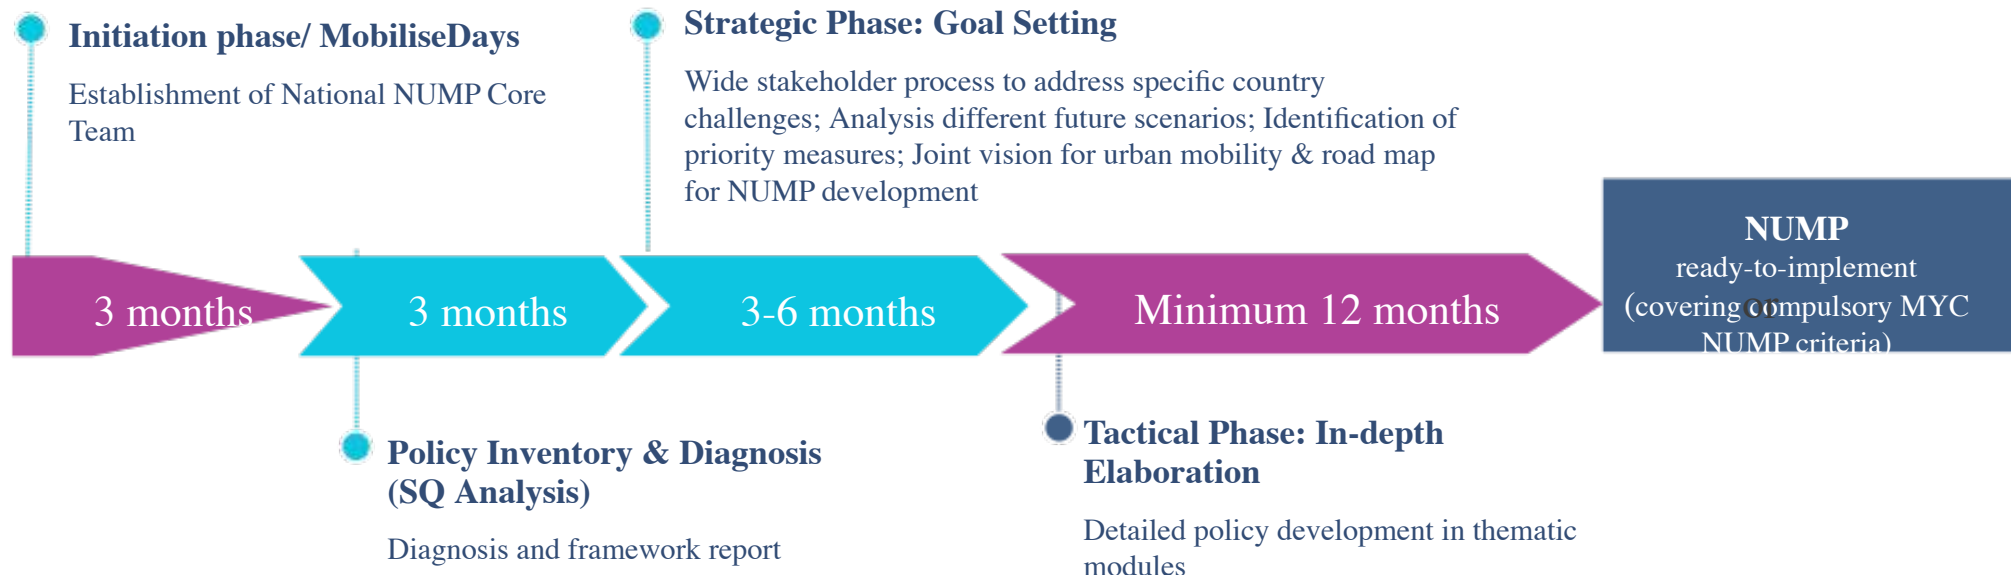 Initiation phase/ MobiliseDays
Establishment of National NUMP Core
Team
Strategic Phase: Goal Setting
Wide stakeholder process to address specific country
challenges; Analysis different future scenarios; Identification of
priority measures; Joint vision for urban mobility & road map
for NUMP development
3 months
3 months
3-6 months
Minimum 12 months
NUMP
ready-to-implement
(covering compulsory MYC
NUMP criteria)
or
Policy Inventory & Diagnosis
(SQ Analysis)
Diagnosis and framework report
Tactical Phase: In-depth
Elaboration
Detailed policy development in thematic
modules